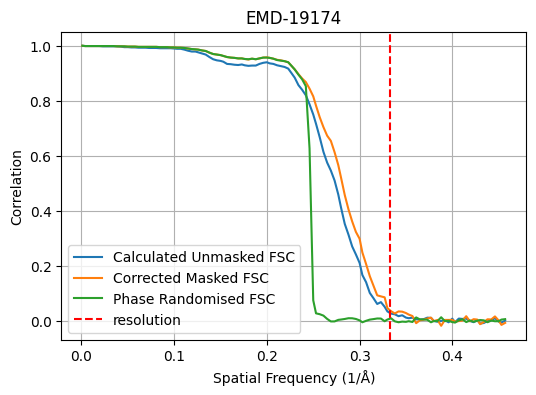 EMD-19174
1.0
0.8
0.6
0.4
0.2
0.0
Correlation
Calculated Unmasked FSC
Corrected Masked FSC
Phase Randomised FSC
resolution
0.0 0.1 0.2 0.3 0.4
Spatial Frequency (1/Å)